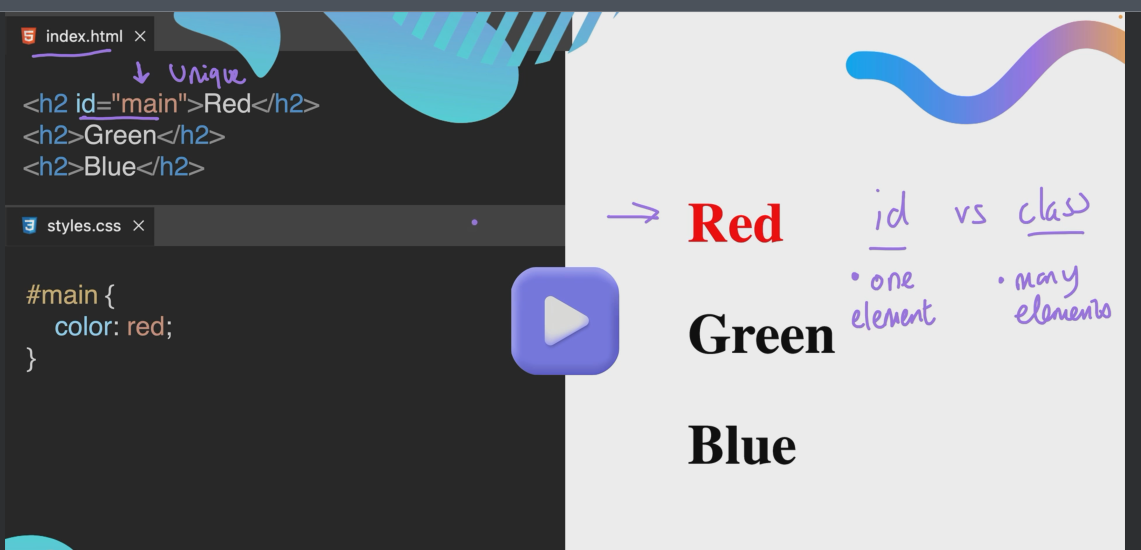 index.html ×
↓ Unique
<h2 id="main">Red</h2>
<h2>Green</h2>
<h2>Blue</h2>
styles.css ×
#main {
color: red;
}
→ Red
Green
Blue
id vs class
• one
element
• many
elements